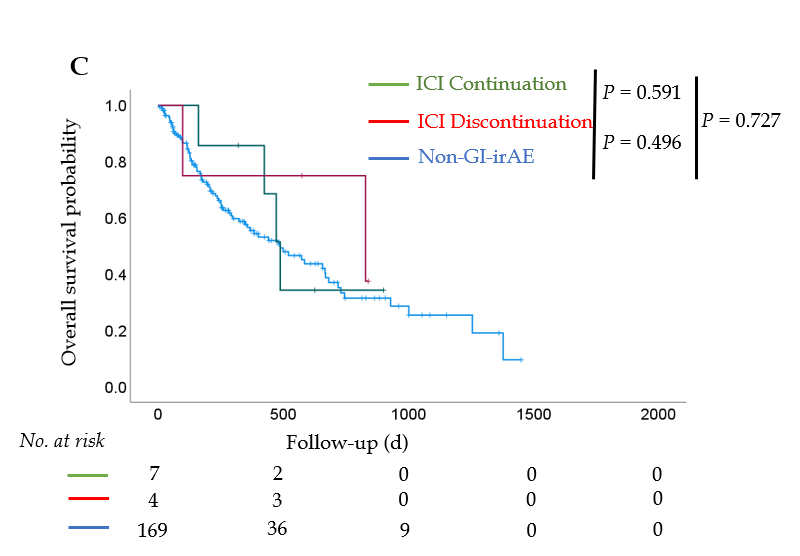 C
ICI Continuation
ICI Discontinuation
Non-GI-irAE
P = 0.591
P = 0.496
P = 0.727
Overall survival probability
1.0
0.8
0.6
0.4
0.2
0.0
0 500 1000 1500 2000
No. at risk
Follow-up (d)
7 2 0 0 0
4 3 0 0 0
169 36 9 0 0